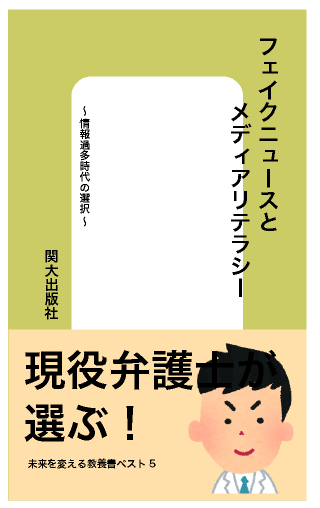 フェイクニュースと
メディアリテラシー
～情報過多時代の選択～
関大出版社
現役弁護士が
選ぶ！
未来を変える教養書ベスト５